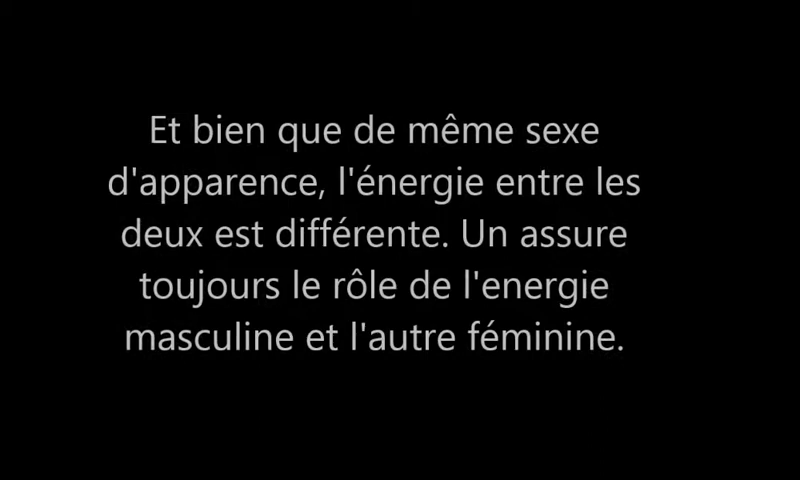 Et bien que de même sexe
d'apparence, l'énergie entre les
deux est différente. Un assure
toujours le rôle de l'energie
masculine et l'autre féminine.